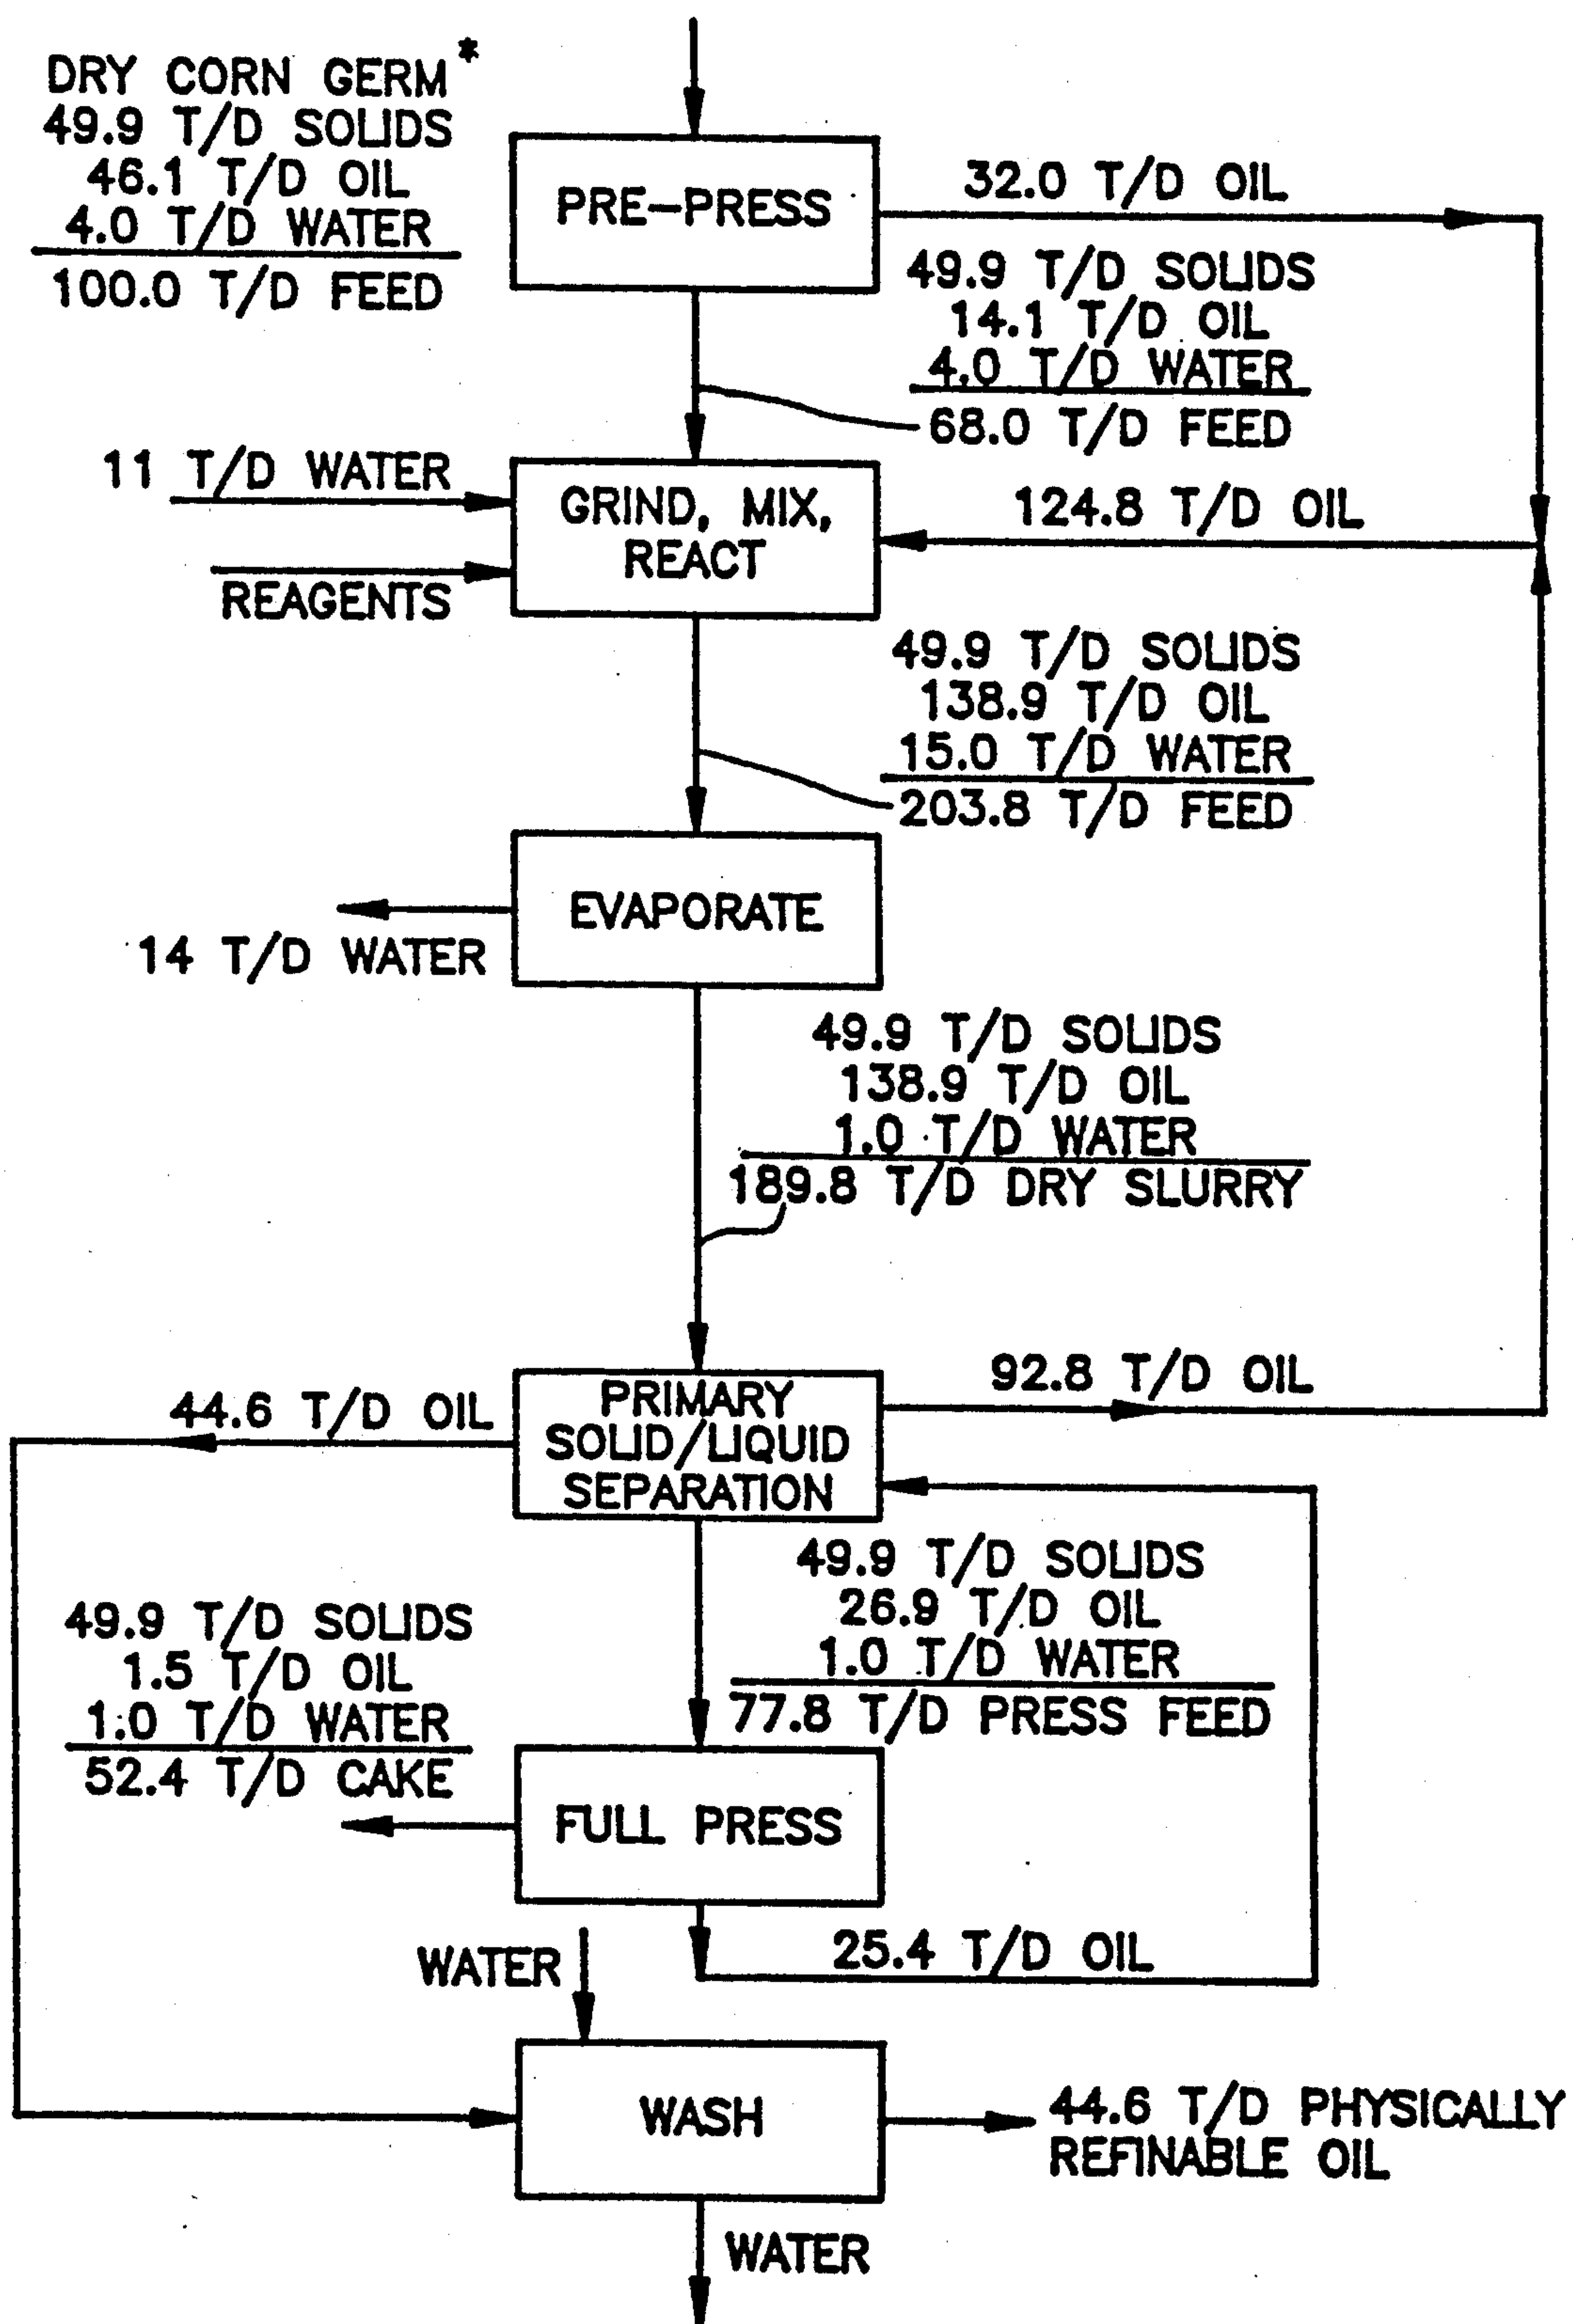 DRY CORN GERM*
49.9 T/D SOLIDS
46.1 T/D OIL
4.0 T/D WATER
100.0 T/D FEED
PRE-PRESS
32.0 T/D OIL
49.9 T/D SOLIDS
14.1 T/D OIL
4.0 T/D WATER
68.0 T/D FEED
11 T/D WATER
REAGENTS
GRIND, MIX,
REACT
124.8 T/D OIL
49.9 T/D SOLIDS
138.9 T/D OIL
15.0 T/D WATER
203.8 T/D FEED
EVAPORATE
14 T/D WATER
49.9 T/D SOLIDS
138.9 T/D OIL
1.0 T/D WATER
189.8 T/D DRY SLURRY
44.6 T/D OIL
PRIMARY
SOLID/LIQUID
SEPARATION
92.8 T/D OIL
49.9 T/D SOLIDS
26.9 T/D OIL
1.0 T/D WATER
77.8 T/D PRESS FEED
49.9 T/D SOLIDS
1.5 T/D OIL
1.0 T/D WATER
52.4 T/D CAKE
FULL PRESS
25.4 T/D OIL
WATER
WASH
44.6 T/D PHYSICALLY
REFINABLE OIL
WATER